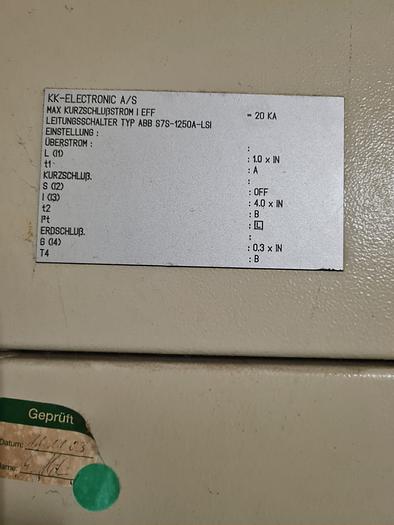 KK-ELECTRONIC A/S
MAX KURZSCHLUßSTROM I EFF = 20 KA
LEITUNGSSCHALTER TYP ABB S7S-1250A-LSI
EINSTELLUNG :
ÜBERSTROM : :
L (I1) : 1.0 x IN
t1 : A
KURZSCHLUß. :
S (I2) : OFF
I (I3) : 4.0 x IN
t2 : B
I²t : L
ERDSCHLUß. :
G (I4) : 0.3 x IN
T4 : B
Geprüft
Datum: